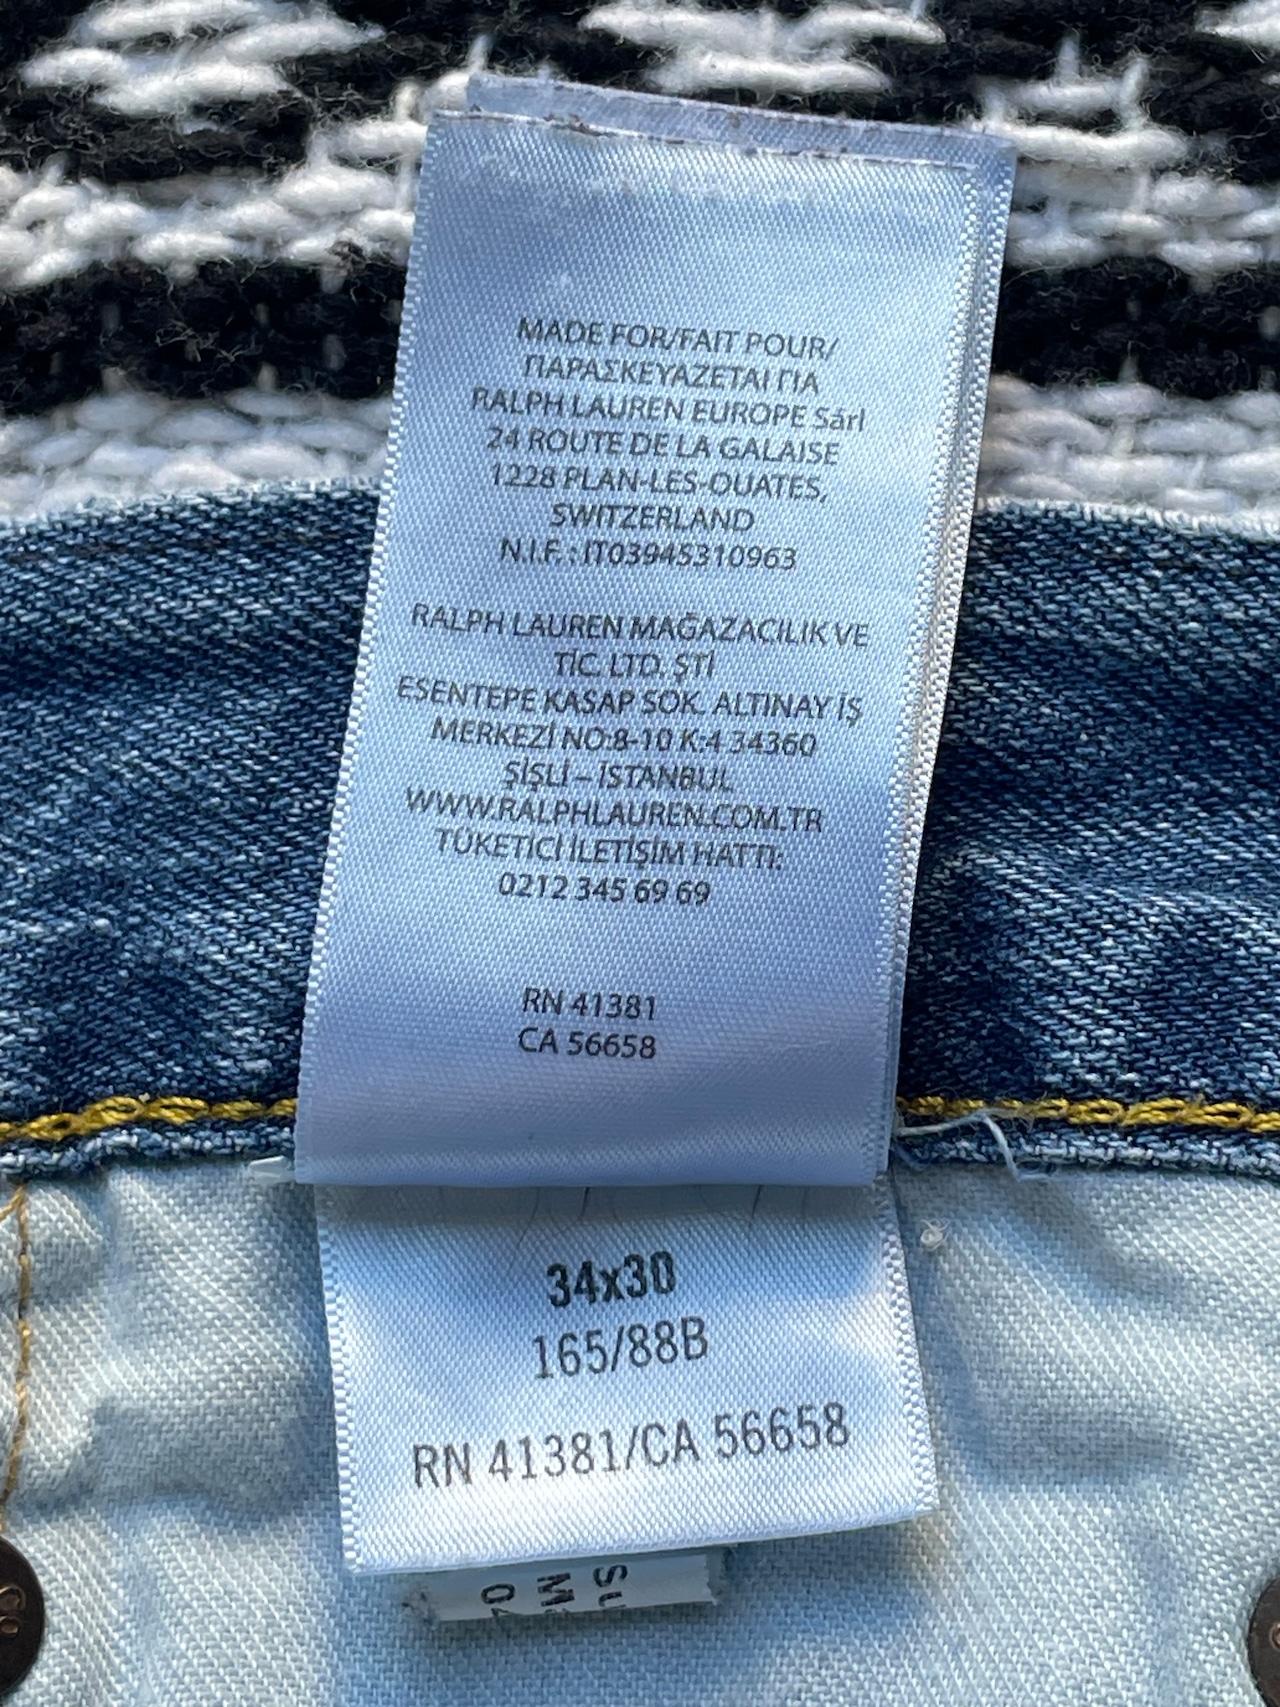 MADE FOR/FAIT POUR/
ΠΑΡΑΣΚΕΥΑΖΕΤΑΙ ΓΙΑ
RALPH LAUREN EUROPE Sárl
24 ROUTE DE LA GALAISE
1228 PLAN-LES-OUATES,
SWITZERLAND
N.I.F. : IT03945310963
RALPH LAUREN MAĞAZACILIK VE
TİC. LTD. ŞTİ
ESENTEPE KASAP SOK. ALTINAY İŞ
MERKEZİ NO:8-10 K:4 34360
ŞİŞLİ – İSTANBUL
WWW.RALPHLAUREN.COM.TR
TÜKETİCİ İLETİŞİM HATTI:
0212 345 69 69
RN 41381
CA 56658
34x30
165/88B
RN 41381/CA 56658